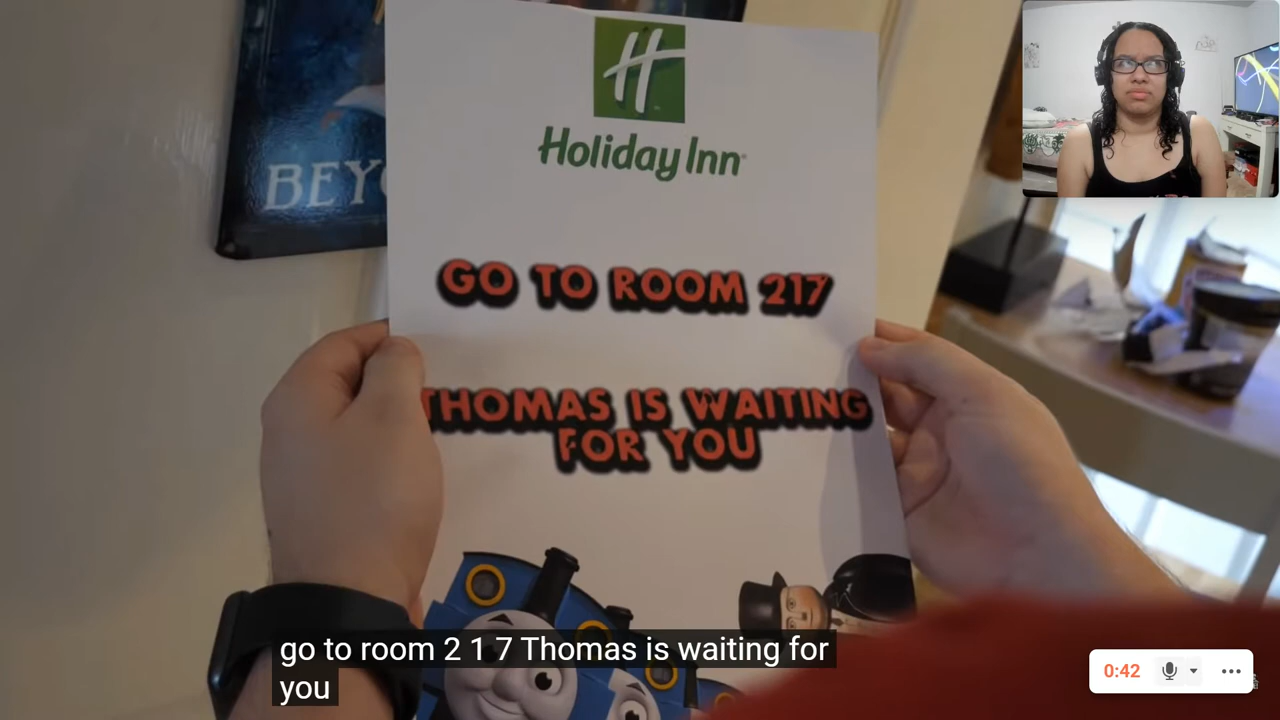 BEY
H
Holiday Inn
GO TO ROOM 217
THOMAS IS WAITING
FOR YOU
go to room 2 1 7 Thomas is waiting for
you
0:42